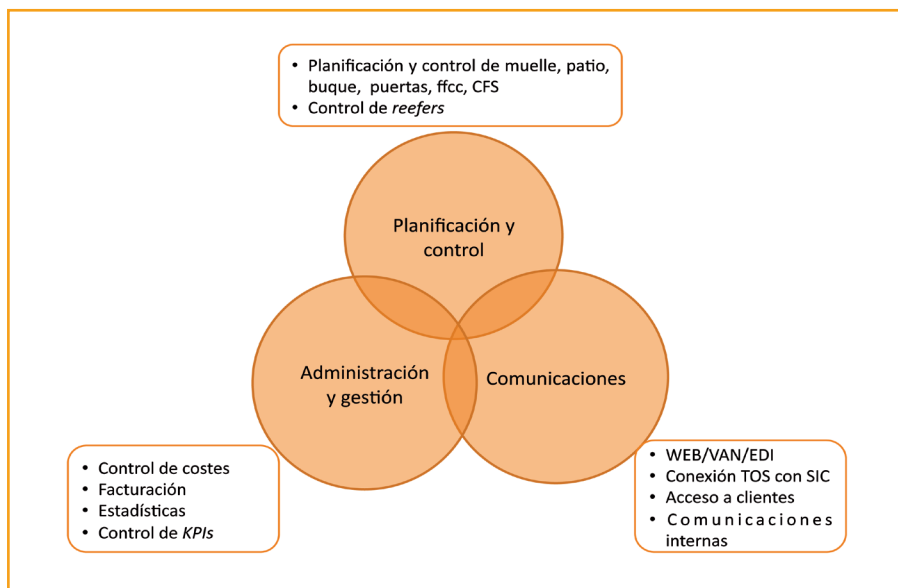 • Planificación y control de muelle, patio,
buque, puertas, ffcc, CFS
• Control de reefers
Planificación y
control
Administración
y gestión
Comunicaciones
• Control de costes
• Facturación
• Estadísticas
• Control de KPIs
• WEB/VAN/EDI
• Conexión TOS con SIC
• Acceso a clientes
• Comunicaciones
internas